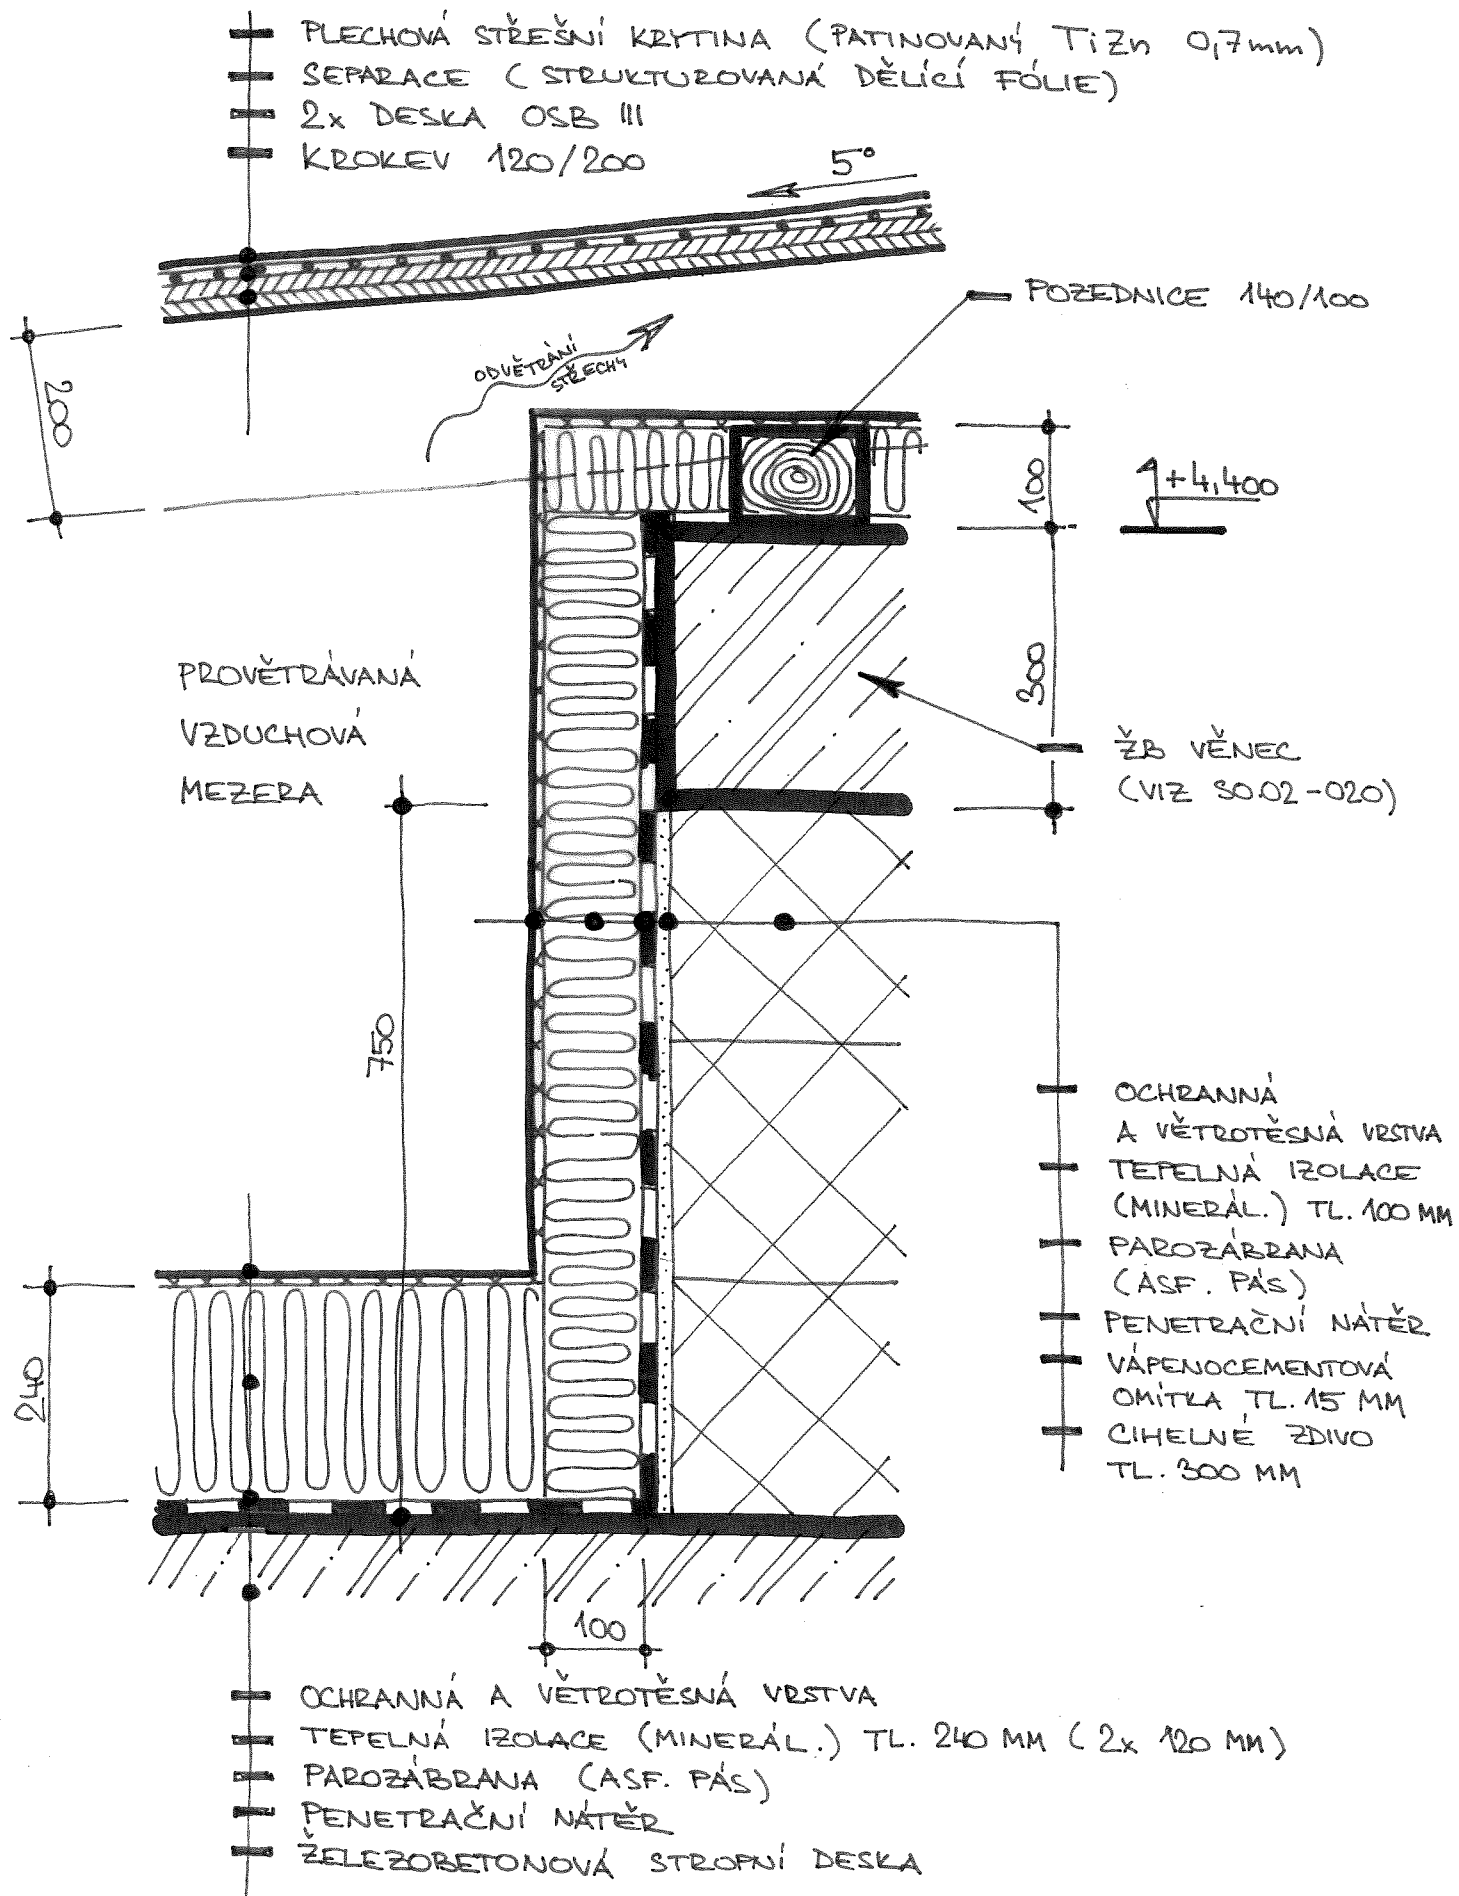 PLECHOVÁ STŘEŠNÍ KRYTINA (PATINOVANÝ TiZn 0,7mm)
SEPARACE (STRUKTUROVANÁ DĚLÍCÍ FÓLIE)
2x DESKA OSB III
KROKEV 120/200
5°
POZEDNICE 140/100
ODVĚTRÁNÍ
STŘECHY
200
100
+4,400
300
PROVĚTRÁVANÁ
VZDUCHOVÁ
MEZERA
ŽB VĚNEC
(VIZ SO.02-020)
750
OCHRANNÁ
A VĚTROTĚSNÁ VRSTVA
TEPELNÁ IZOLACE
(MINERÁL.) TL. 100 MM
PAROZÁBRANA
(ASF. PÁS)
PENETRAČNÍ NÁTĚR
VÁPENOCEMENTOVÁ
OMÍTKA TL. 15 MM
CIHELNÉ ZDIVO
TL. 300 MM
240
100
OCHRANNÁ A VĚTROTĚSNÁ VRSTVA
TEPELNÁ IZOLACE (MINERÁL.) TL. 240 MM (2x 120 MM)
PAROZÁBRANA (ASF. PÁS)
PENETRAČNÍ NÁTĚR
ŽELEZOBETONOVÁ STROPNÍ DESKA